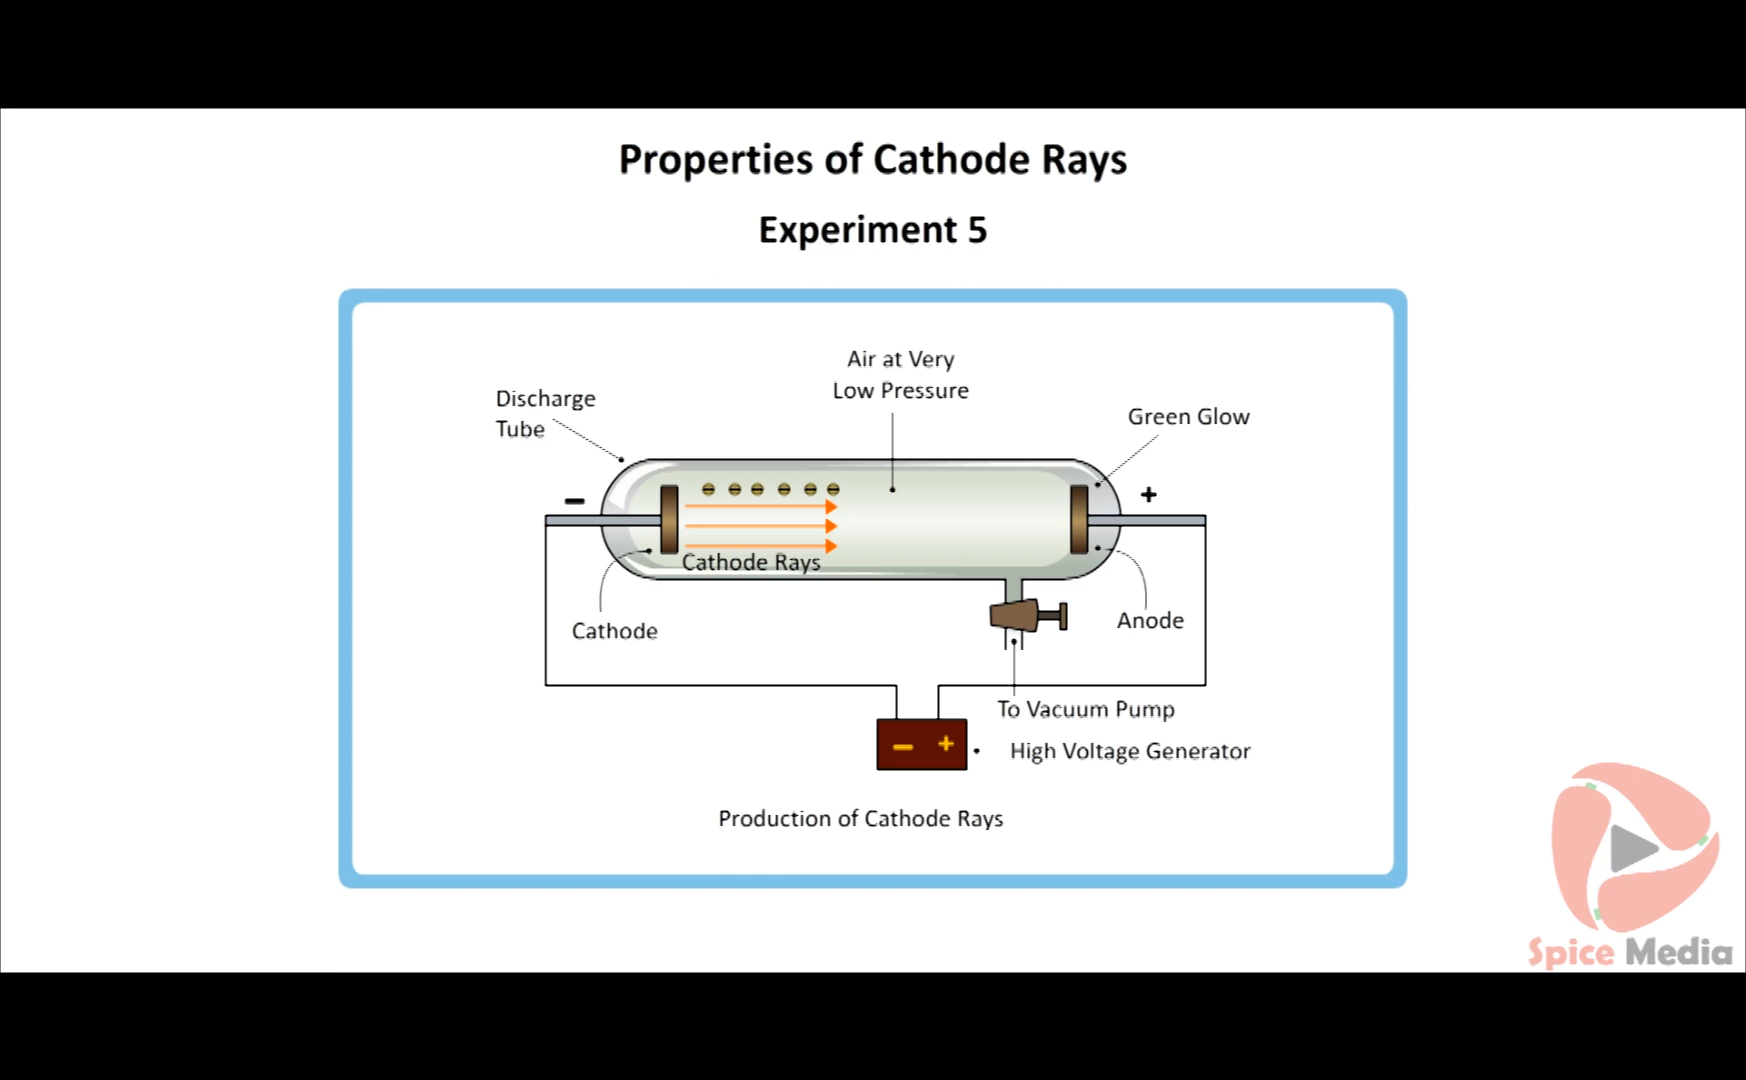 Properties of Cathode Rays
Experiment 5
Air at Very
Low Pressure
Discharge
Tube
Green Glow
−
+
Cathode Rays
Cathode
Anode
To Vacuum Pump
− +
High Voltage Generator
Production of Cathode Rays
Spice Media